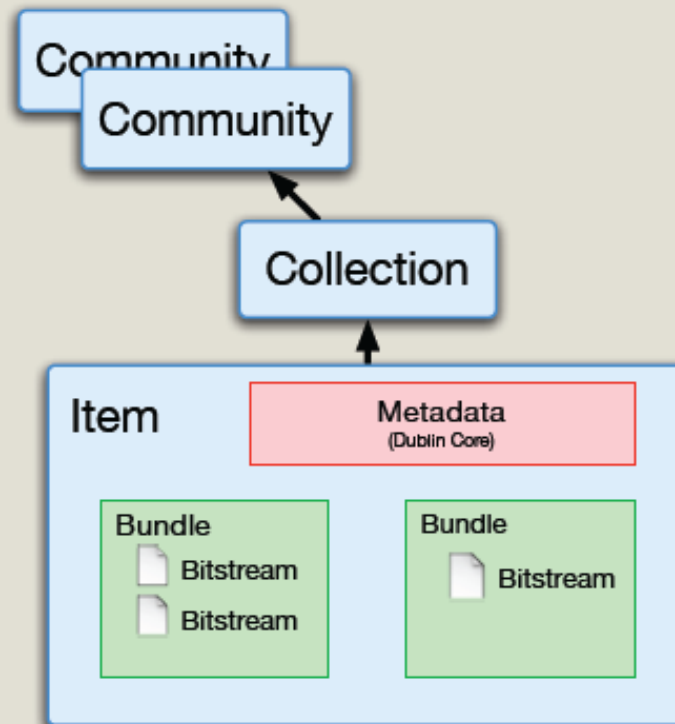 Community
Community
Collection
Item
Metadata
(Dublin Core)
Bundle
Bitstream
Bitstream
Bundle
Bitstream